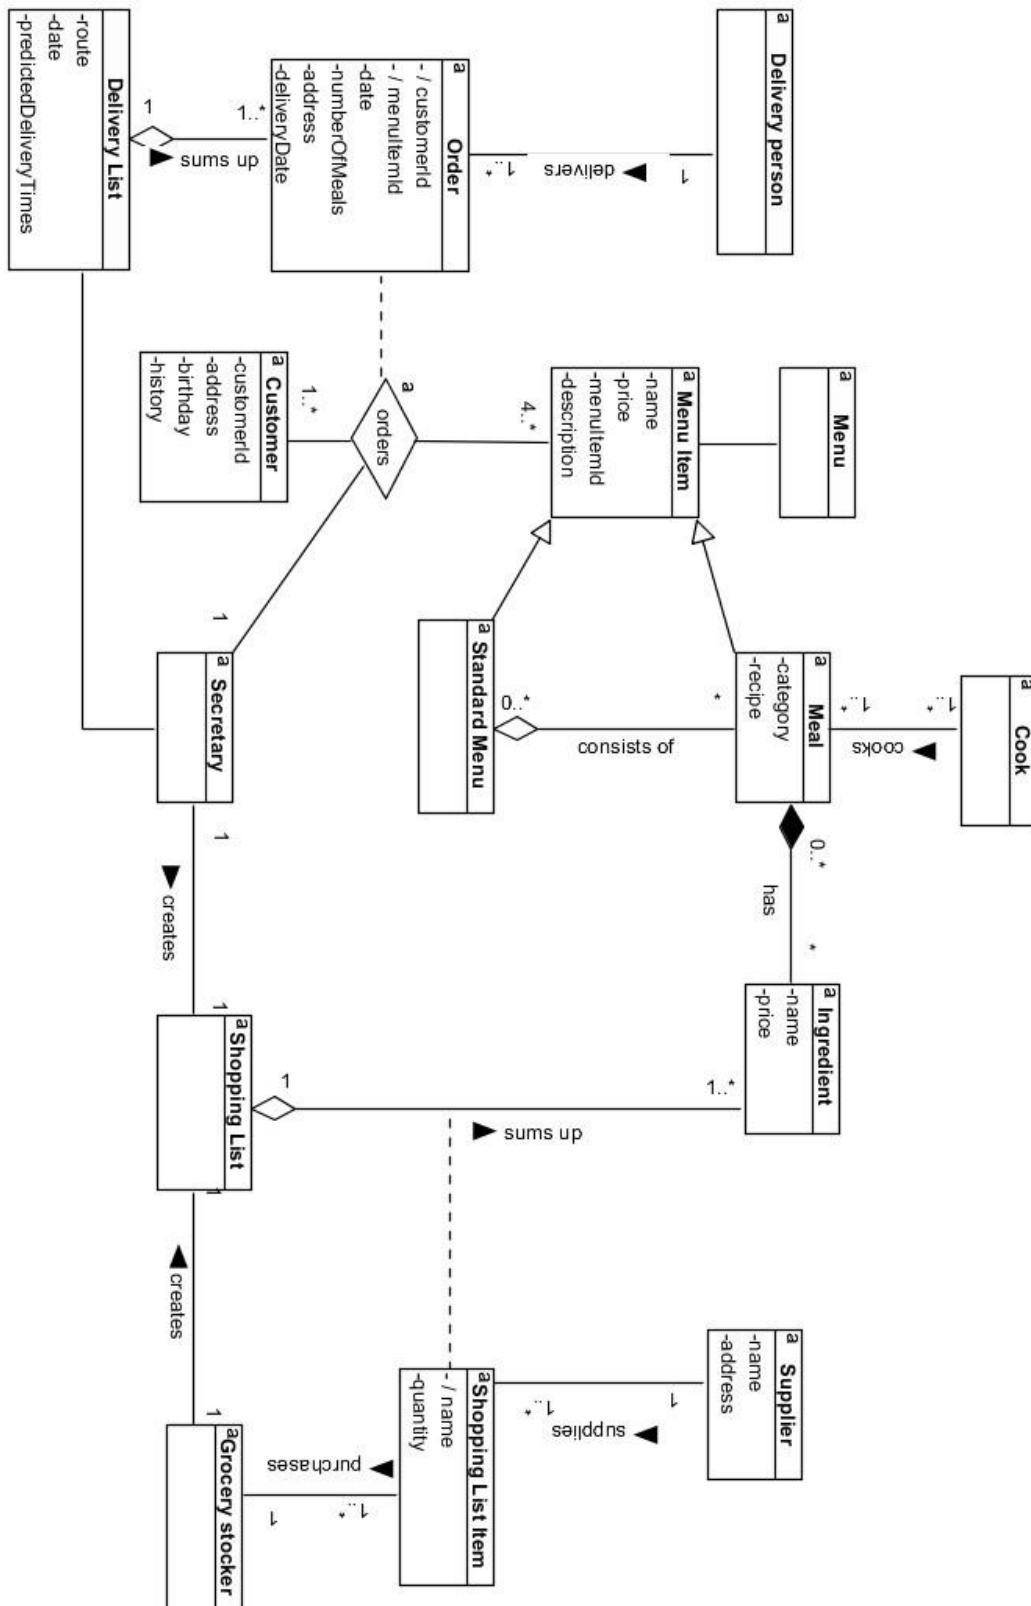 a Delivery person
1
delivers
1..*
a Order
- / customerId
- / menuItemId
-date
-numberOfMeals
-address
-deliveryDate
1..*
sums up
1
Delivery List
-route
-date
-predictedDeliveryTimes
a Menu
a Menu Item
-name
-price
-menuItemId
-description
4..*
a
orders
1..*
a Customer
-customerId
-address
-birthday
-history
1
a Cook
1..*
cooks
1..*
a Meal
-category
-recipe
*
consists of
0..*
a Standard Menu
a Secretary
1
creates
1
0..*
has
*
a Ingredient
-name
-price
1..*
sums up
1
a Shopping List
1
creates
1
a Supplier
-name
-address
1
supplies
1..*
a Shopping List Item
- / name
-quantity
1..*
purchases
1
a Grocery stocker